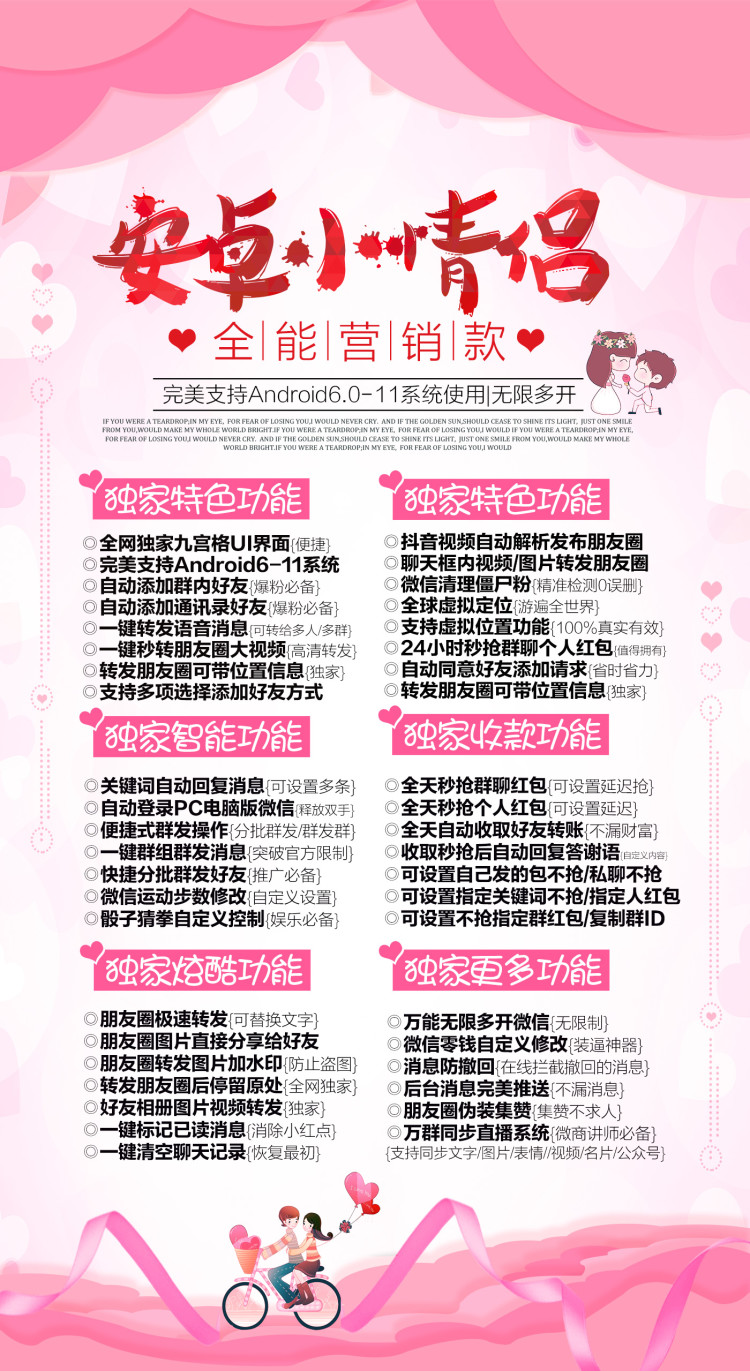 安卓小情侣
全能营销款
完美支持Android6.0-11系统使用|无限多开
IF YOU WERE A TEARDROP;IN MY EYE, FOR FEAR OF LOSING YOU,I WOULD NEVER CRY. AND IF THE GOLDEN SUN,SHOULD CEASE TO SHINE ITS LIGHT, JUST ONE SMILE
FROM YOU,WOULD MAKE MY WHOLE WORLD BRIGHT.IF YOU WERE A TEARDROP;IN MY EYE, FOR FEAR OF LOSING YOU,I WOULD IF YOU WERE A TEARDROP;IN MY EYE,
FOR FEAR OF LOSING YOU,I WOULD NEVER CRY. AND IF THE GOLDEN SUN,SHOULD CEASE TO SHINE ITS LIGHT, JUST ONE SMILE FROM YOU,WOULD MAKE MY WHOLE
WORLD BRIGHT.IF YOU WERE A TEARDROP;IN MY EYE, FOR FEAR OF LOSING YOU,I WOULD
独家特色功能
◎全网独家九宫格UI界面{便捷}
◎完美支持Android6-11系统
◎自动添加群内好友{爆粉必备}
◎自动添加通讯录好友{爆粉必备}
◎一键转发语音消息{可转给多人/多群}
◎一键秒转朋友圈大视频{高清转发}
◎转发朋友圈可带位置信息{独家}
◎支持多项选择添加好友方式
独家特色功能
◎抖音视频自动解析发布朋友圈
◎聊天框内视频/图片转发朋友圈
◎微信清理僵尸粉{精准检测0误删}
◎全球虚拟定位{游遍全世界}
◎支持虚拟位置功能{100%真实有效}
◎24小时秒抢群聊个人红包{值得拥有}
◎自动同意好友添加请求{省时省力}
◎转发朋友圈可带位置信息{独家}
独家智能功能
◎关键词自动回复消息{可设置多条}
◎自动登录PC电脑版微信{释放双手}
◎便捷式群发操作{分批群发/群发群}
◎一键群组群发消息{突破官方限制}
◎快捷分批群发好友{推广必备}
◎微信运动步数修改{自定义设置}
◎骰子猜拳自定义控制{娱乐必备}
独家收款功能
◎全天秒抢群聊红包{可设置延迟抢}
◎全天秒抢个人红包{可设置延迟}
◎全天自动收取好友转账{不漏财富}
◎收取秒抢后自动回复答谢语{自定义内容}
◎可设置自己发的包不抢/私聊不抢
◎可设置指定关键词不抢/指定人红包
◎可设置不抢指定群红包/复制群ID
独家炫酷功能
◎朋友圈极速转发{可替换文字}
◎朋友圈图片直接分享给好友
◎朋友圈转发图片加水印{防止盗图}
◎转发朋友圈后停留原处{全网独家}
◎好友相册图片视频转发{独家}
◎一键标记已读消息{消除小红点}
◎一键清空聊天记录{恢复最初}
独家更多功能
◎万能无限多开微信{无限制}
◎微信零钱自定义修改{装逼神器}
◎消息防撤回{在线拦截撤回的消息}
◎后台消息完美推送{不漏消息}
◎朋友圈伪装集赞{集赞不求人}
◎万群同步直播系统{微商讲师必备}
{支持同步文字/图片/表情//视频/名片/公众号}